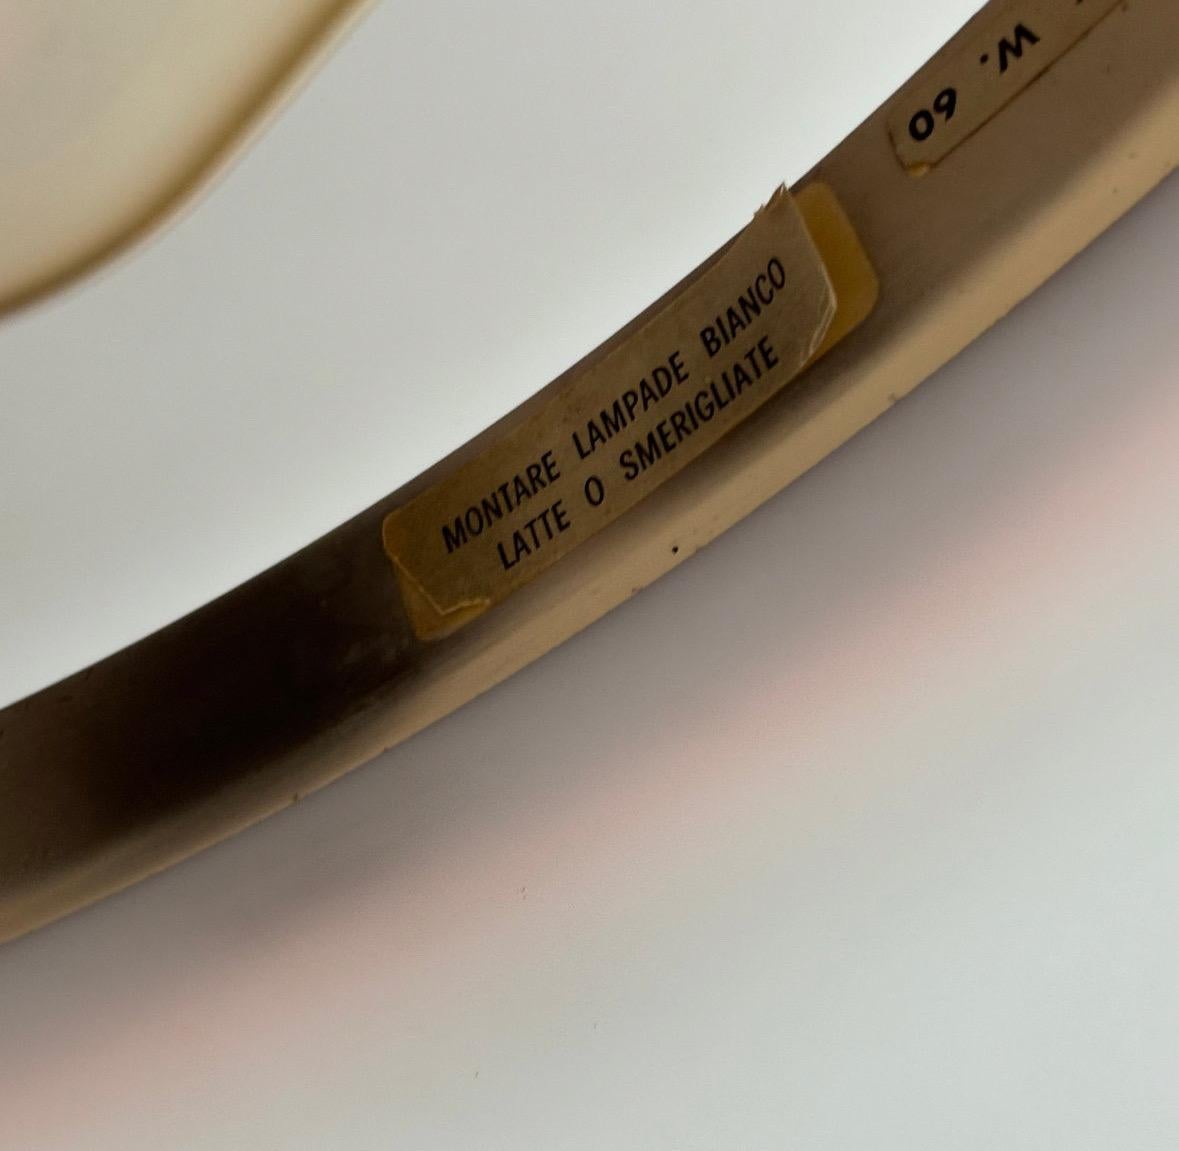 MONTARE LAMPADE BIANCO
LATTE O SMERIGLIATE
W. 60